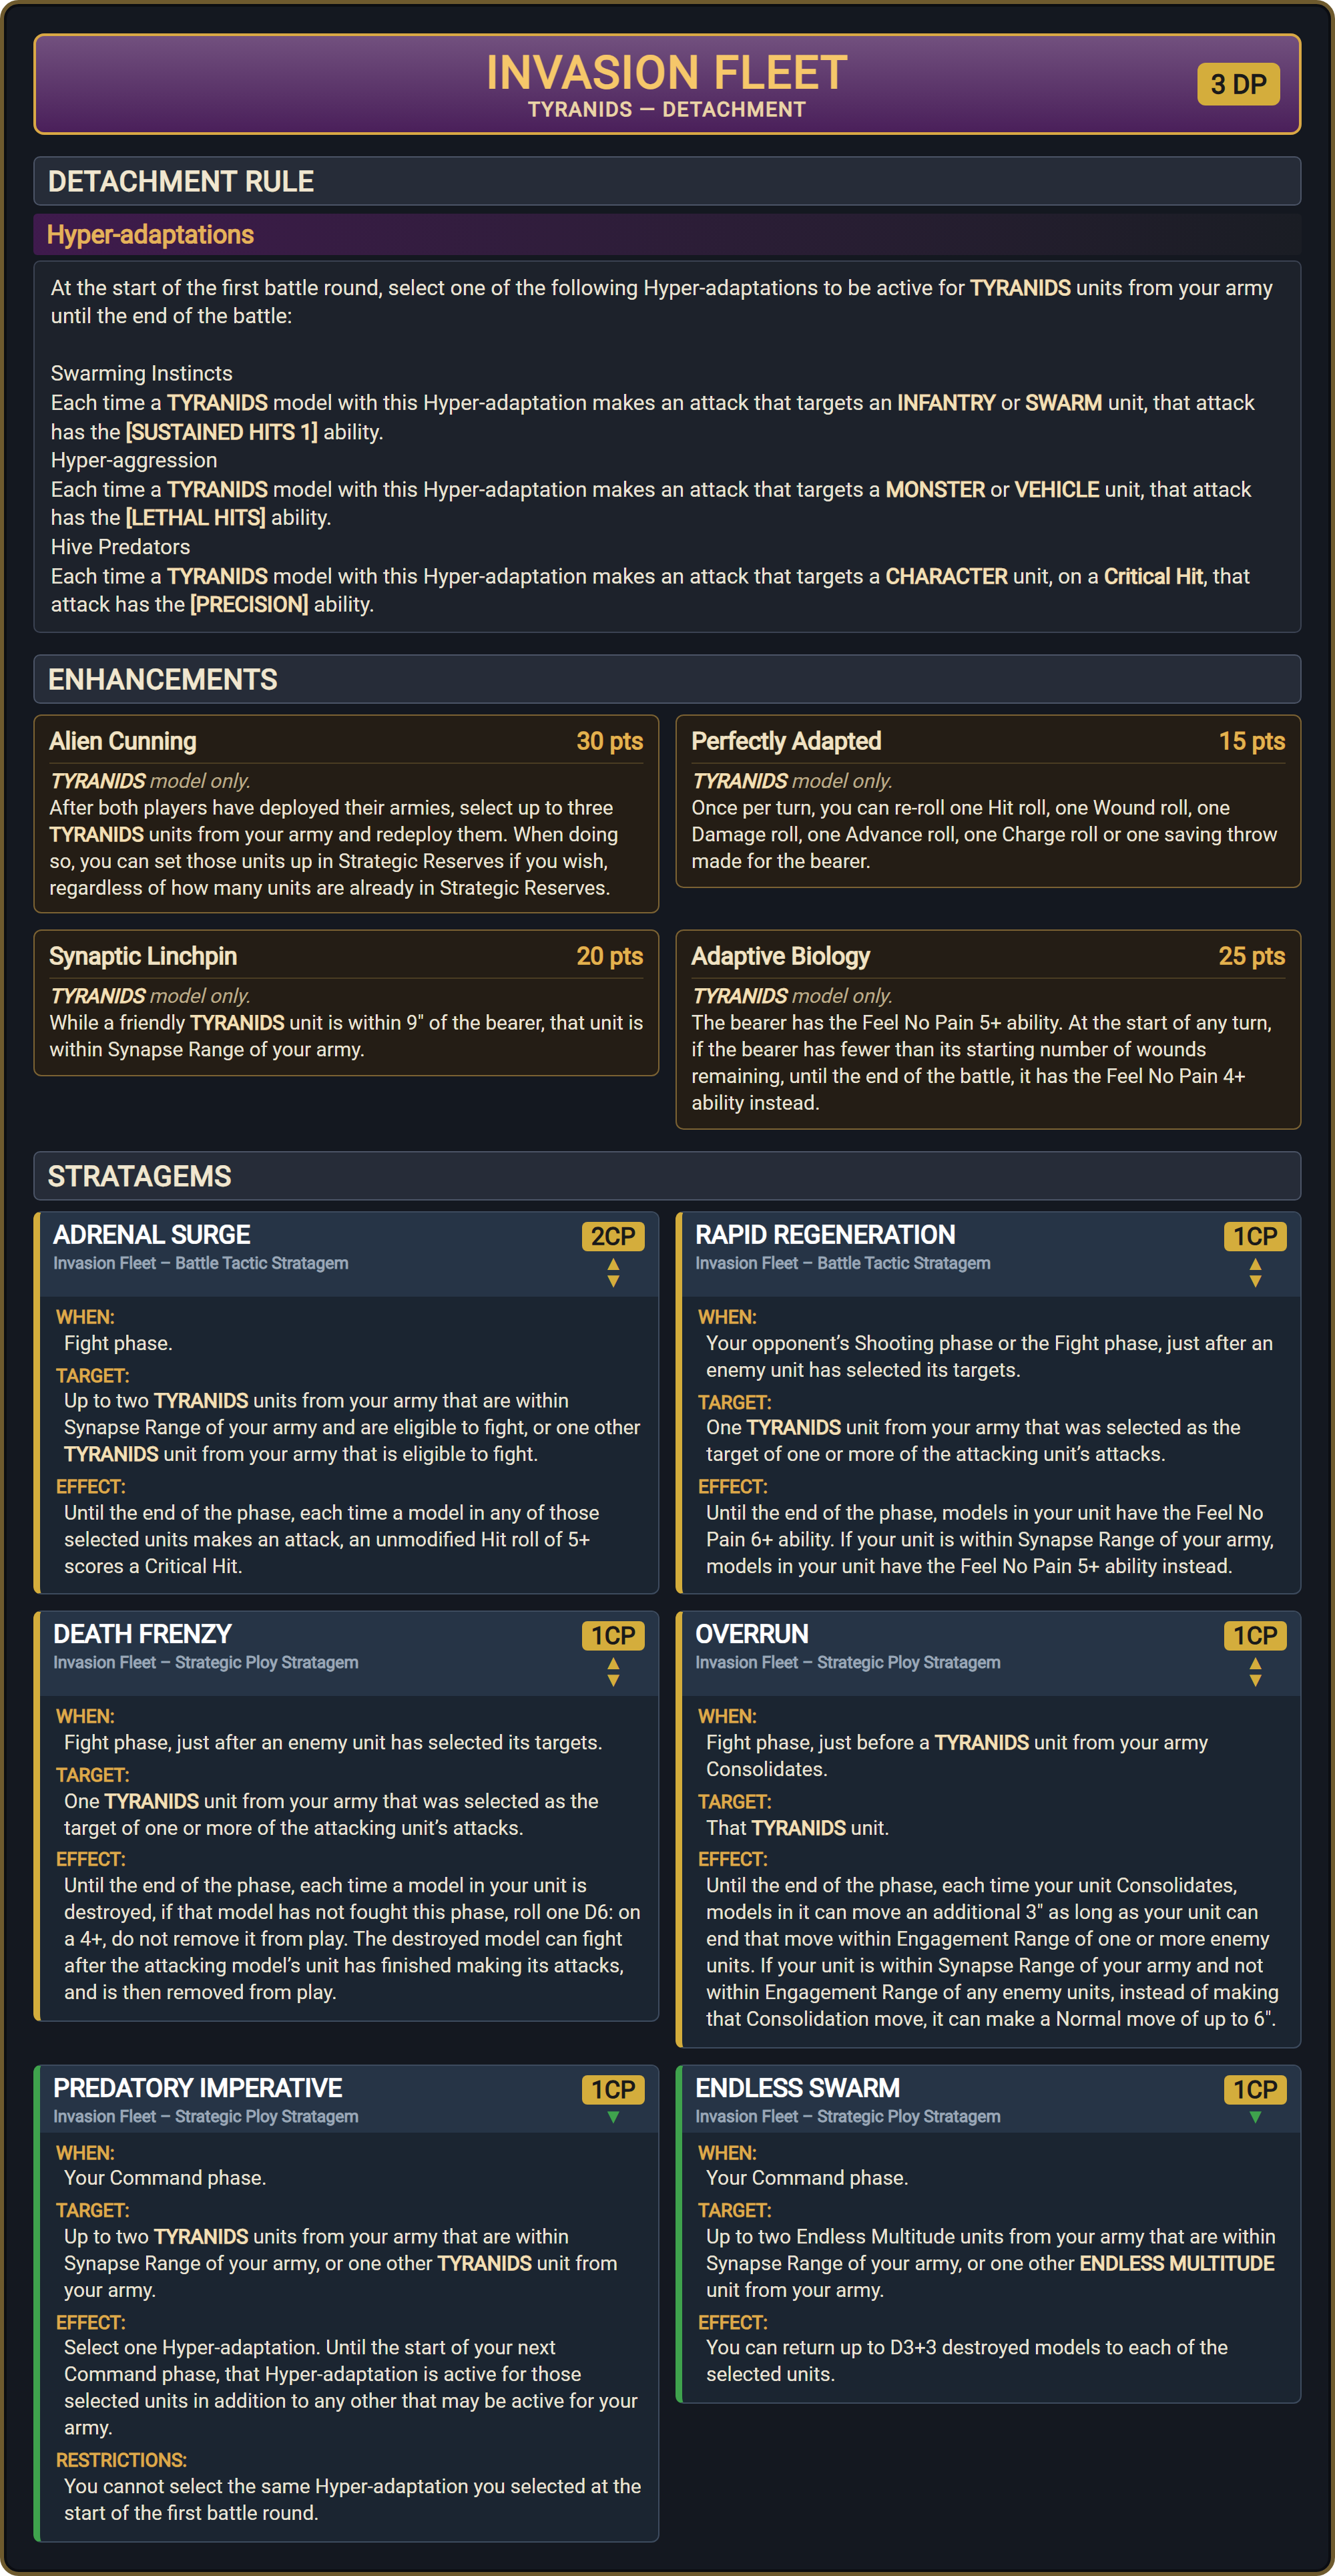 INVASION FLEET
TYRANIDS — DETACHMENT
3 DP
DETACHMENT RULE
Hyper-adaptations
At the start of the first battle round, select one of the following Hyper-adaptations to be active for TYRANIDS units from your army
until the end of the battle:
Swarming Instincts
Each time a TYRANIDS model with this Hyper-adaptation makes an attack that targets an INFANTRY or SWARM unit, that attack
has the [SUSTAINED HITS 1] ability.
Hyper-aggression
Each time a TYRANIDS model with this Hyper-adaptation makes an attack that targets a MONSTER or VEHICLE unit, that attack
has the [LETHAL HITS] ability.
Hive Predators
Each time a TYRANIDS model with this Hyper-adaptation makes an attack that targets a CHARACTER unit, on a Critical Hit, that
attack has the [PRECISION] ability.
ENHANCEMENTS
Alien Cunning 30 pts
TYRANIDS model only.
After both players have deployed their armies, select up to three
TYRANIDS units from your army and redeploy them. When doing
so, you can set those units up in Strategic Reserves if you wish,
regardless of how many units are already in Strategic Reserves.
Perfectly Adapted 15 pts
TYRANIDS model only.
Once per turn, you can re-roll one Hit roll, one Wound roll, one
Damage roll, one Advance roll, one Charge roll or one saving throw
made for the bearer.
Synaptic Linchpin 20 pts
TYRANIDS model only.
While a friendly TYRANIDS unit is within 9" of the bearer, that unit is
within Synapse Range of your army.
Adaptive Biology 25 pts
TYRANIDS model only.
The bearer has the Feel No Pain 5+ ability. At the start of any turn,
if the bearer has fewer than its starting number of wounds
remaining, until the end of the battle, it has the Feel No Pain 4+
ability instead.
STRATAGEMS
ADRENAL SURGE 2CP
Invasion Fleet – Battle Tactic Stratagem
▲
▼
WHEN:
Fight phase.
TARGET:
Up to two TYRANIDS units from your army that are within
Synapse Range of your army and are eligible to fight, or one other
TYRANIDS unit from your army that is eligible to fight.
EFFECT:
Until the end of the phase, each time a model in any of those
selected units makes an attack, an unmodified Hit roll of 5+
scores a Critical Hit.
RAPID REGENERATION 1CP
Invasion Fleet – Battle Tactic Stratagem
▲
▼
WHEN:
Your opponent’s Shooting phase or the Fight phase, just after an
enemy unit has selected its targets.
TARGET:
One TYRANIDS unit from your army that was selected as the
target of one or more of the attacking unit’s attacks.
EFFECT:
Until the end of the phase, models in your unit have the Feel No
Pain 6+ ability. If your unit is within Synapse Range of your army,
models in your unit have the Feel No Pain 5+ ability instead.
DEATH FRENZY 1CP
Invasion Fleet – Strategic Ploy Stratagem
▲
▼
WHEN:
Fight phase, just after an enemy unit has selected its targets.
TARGET:
One TYRANIDS unit from your army that was selected as the
target of one or more of the attacking unit’s attacks.
EFFECT:
Until the end of the phase, each time a model in your unit is
destroyed, if that model has not fought this phase, roll one D6: on
a 4+, do not remove it from play. The destroyed model can fight
after the attacking model’s unit has finished making its attacks,
and is then removed from play.
OVERRUN 1CP
Invasion Fleet – Strategic Ploy Stratagem
▲
▼
WHEN:
Fight phase, just before a TYRANIDS unit from your army
Consolidates.
TARGET:
That TYRANIDS unit.
EFFECT:
Until the end of the phase, each time your unit Consolidates,
models in it can move an additional 3" as long as your unit can
end that move within Engagement Range of one or more enemy
units. If your unit is within Synapse Range of your army and not
within Engagement Range of any enemy units, instead of making
that Consolidation move, it can make a Normal move of up to 6".
PREDATORY IMPERATIVE 1CP
Invasion Fleet – Strategic Ploy Stratagem
▼
WHEN:
Your Command phase.
TARGET:
Up to two TYRANIDS units from your army that are within
Synapse Range of your army, or one other TYRANIDS unit from
your army.
EFFECT:
Select one Hyper-adaptation. Until the start of your next
Command phase, that Hyper-adaptation is active for those
selected units in addition to any other that may be active for your
army.
RESTRICTIONS:
You cannot select the same Hyper-adaptation you selected at the
start of the first battle round.
ENDLESS SWARM 1CP
Invasion Fleet – Strategic Ploy Stratagem
▼
WHEN:
Your Command phase.
TARGET:
Up to two Endless Multitude units from your army that are within
Synapse Range of your army, or one other ENDLESS MULTITUDE
unit from your army.
EFFECT:
You can return up to D3+3 destroyed models to each of the
selected units.